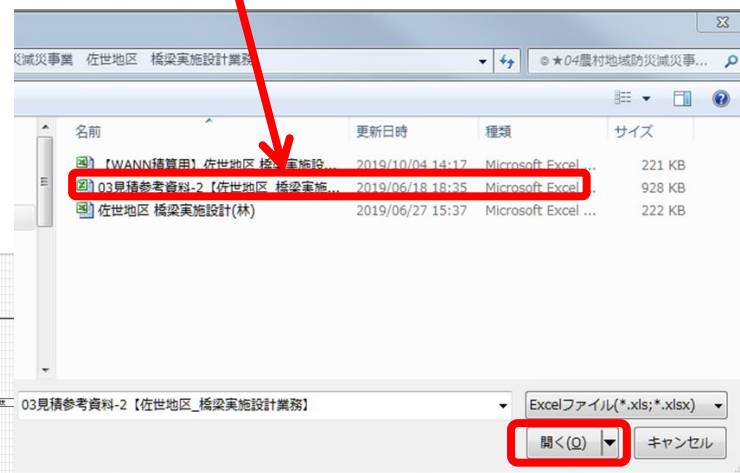 災減災事業 佐世地区 橋梁実施設計業務
◎★04農村地域防災減災事...
名前 更新日時 種類 サイズ
【WANN積算用】佐世地区 橋梁実施設... 2019/10/04 14:17 Microsoft Excel ... 221 KB
03見積参考資料-2【佐世地区_橋梁実施... 2019/06/18 18:35 Microsoft Excel ... 928 KB
佐世地区 橋梁実施設計(林) 2019/06/27 15:37 Microsoft Excel ... 222 KB
03見積参考資料-2【佐世地区_橋梁実施設計業務】 Excelファイル(*.xls;*.xlsx)
開く(O) キャンセル